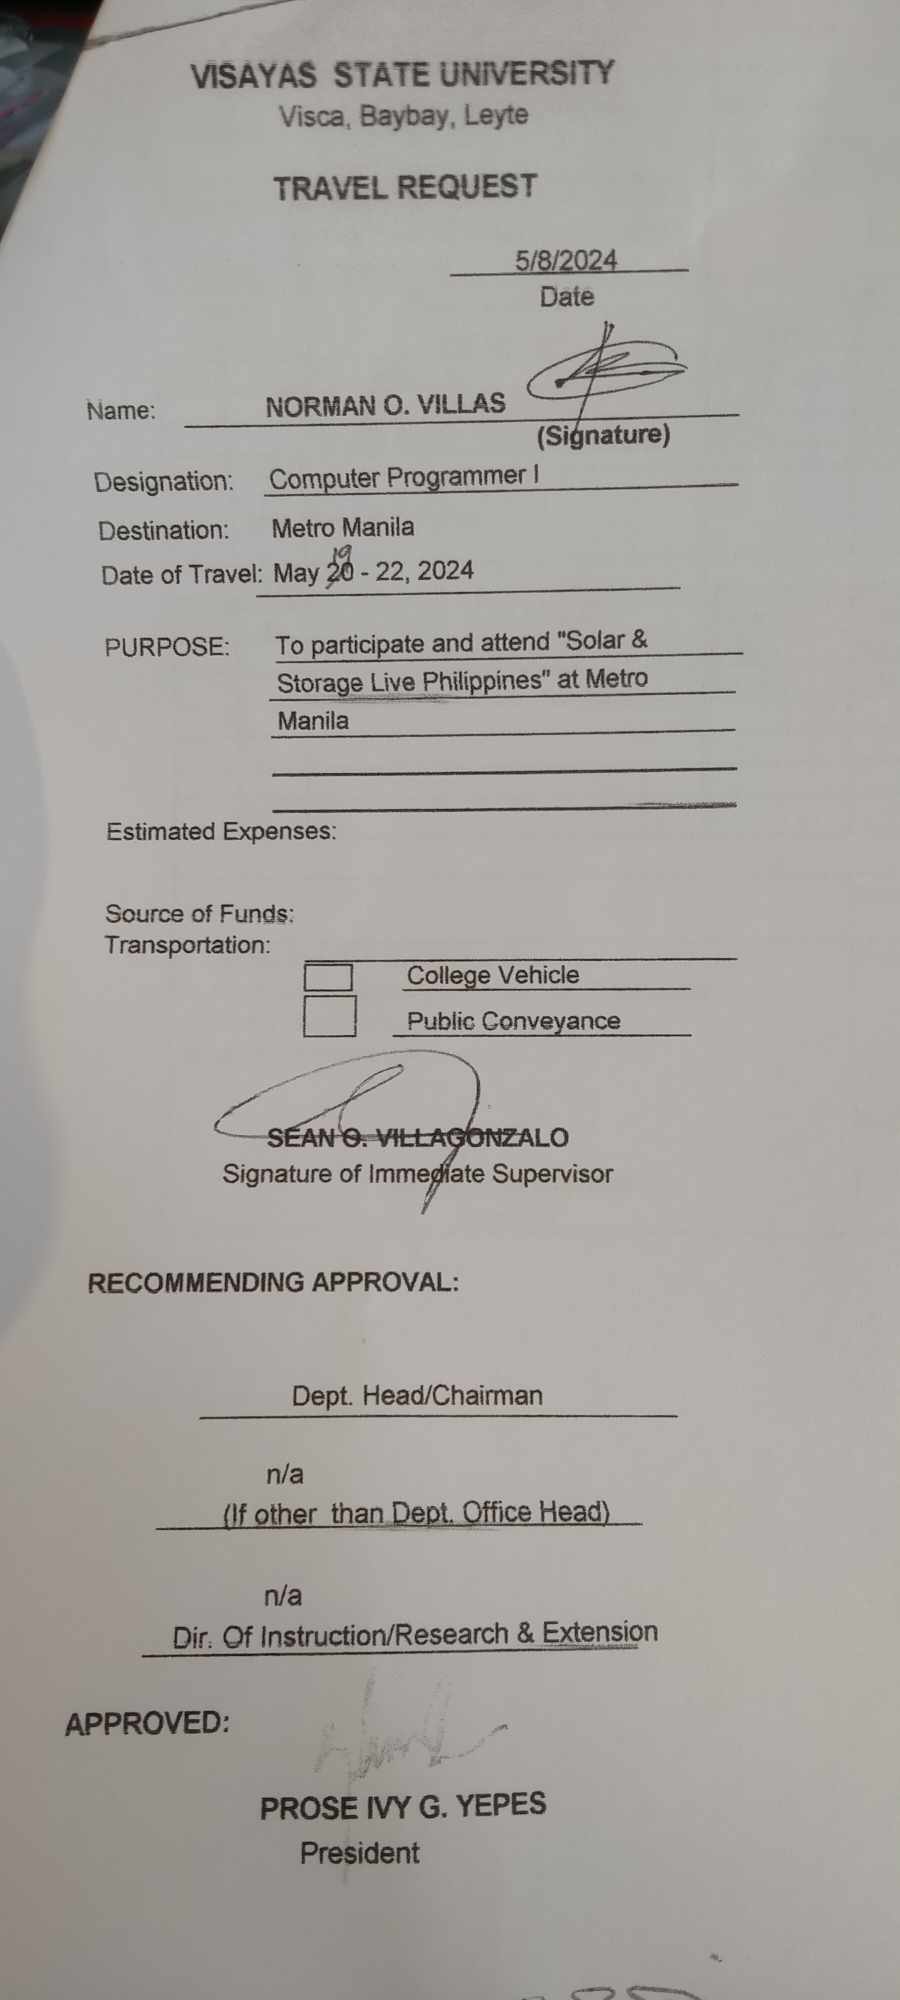 VISAYAS STATE UNIVERSITY
Visca, Baybay, Leyte
TRAVEL REQUEST
5/8/2024
Date
Name: NORMAN O. VILLAS
(Signature)
Designation: Computer Programmer I
Destination: Metro Manila
19
Date of Travel: May 20 - 22, 2024
PURPOSE: To participate and attend "Solar &
Storage Live Philippines" at Metro
Manila
Estimated Expenses:
Source of Funds:
Transportation:
College Vehicle
Public Conveyance
SEAN O. VILLAGONZALO
Signature of Immediate Supervisor
RECOMMENDING APPROVAL:
Dept. Head/Chairman
n/a
(If other than Dept. Office Head)
n/a
Dir. Of Instruction/Research & Extension
APPROVED:
PROSE IVY G. YEPES
President